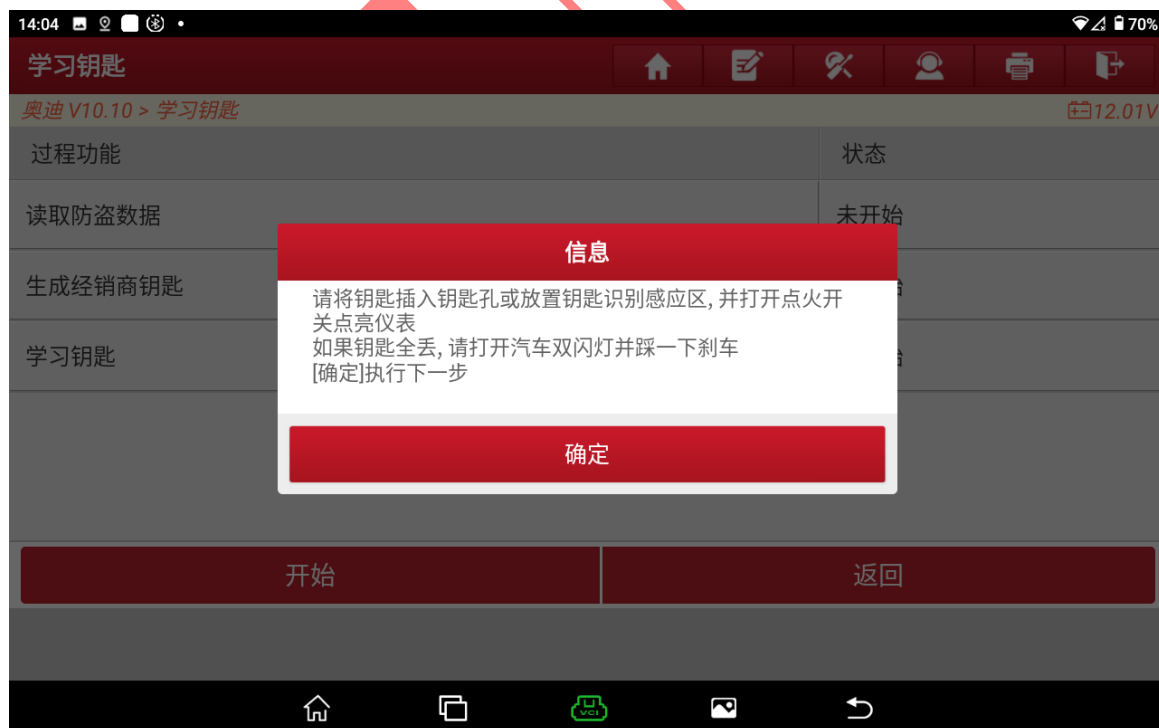 14:04
70%
学习钥匙
奥迪 V10.10 > 学习钥匙
12.01V
过程功能
状态
读取防盗数据
未开始
信息
生成经销商钥匙
请将钥匙插入钥匙孔或放置钥匙识别感应区, 并打开点火开
关点亮仪表
如果钥匙全丢, 请打开汽车双闪灯并踩一下刹车
[确定]执行下一步
学习钥匙
确定
开始
返回
VCI